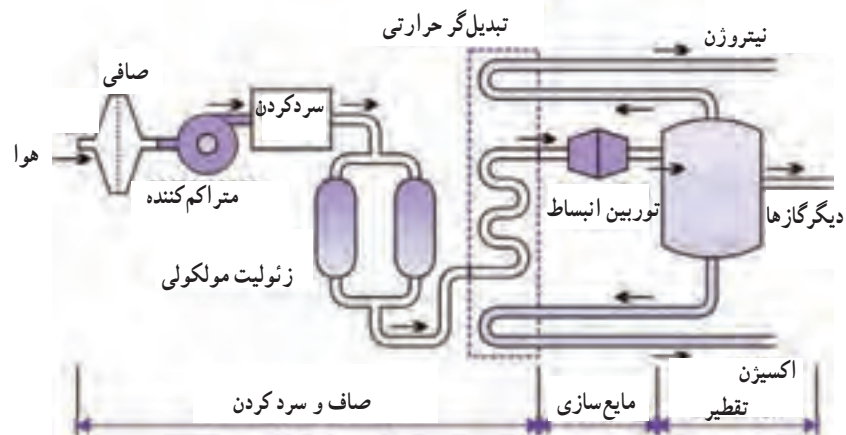 تبدیل‌گر حرارتی
نیتروژن
صافی
سردکردن
هوا
متراکم‌کننده
توربین انبساط
دیگرگازها
زئولیت مولکولی
اکسیژن
صاف و سرد کردن
مایع‌سازی
تقطیر